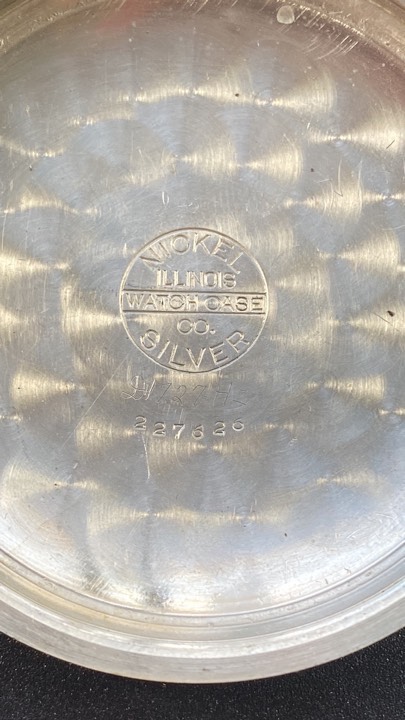 NICKEL
ILLINOIS
WATCH CASE
CO.
SILVER
227626